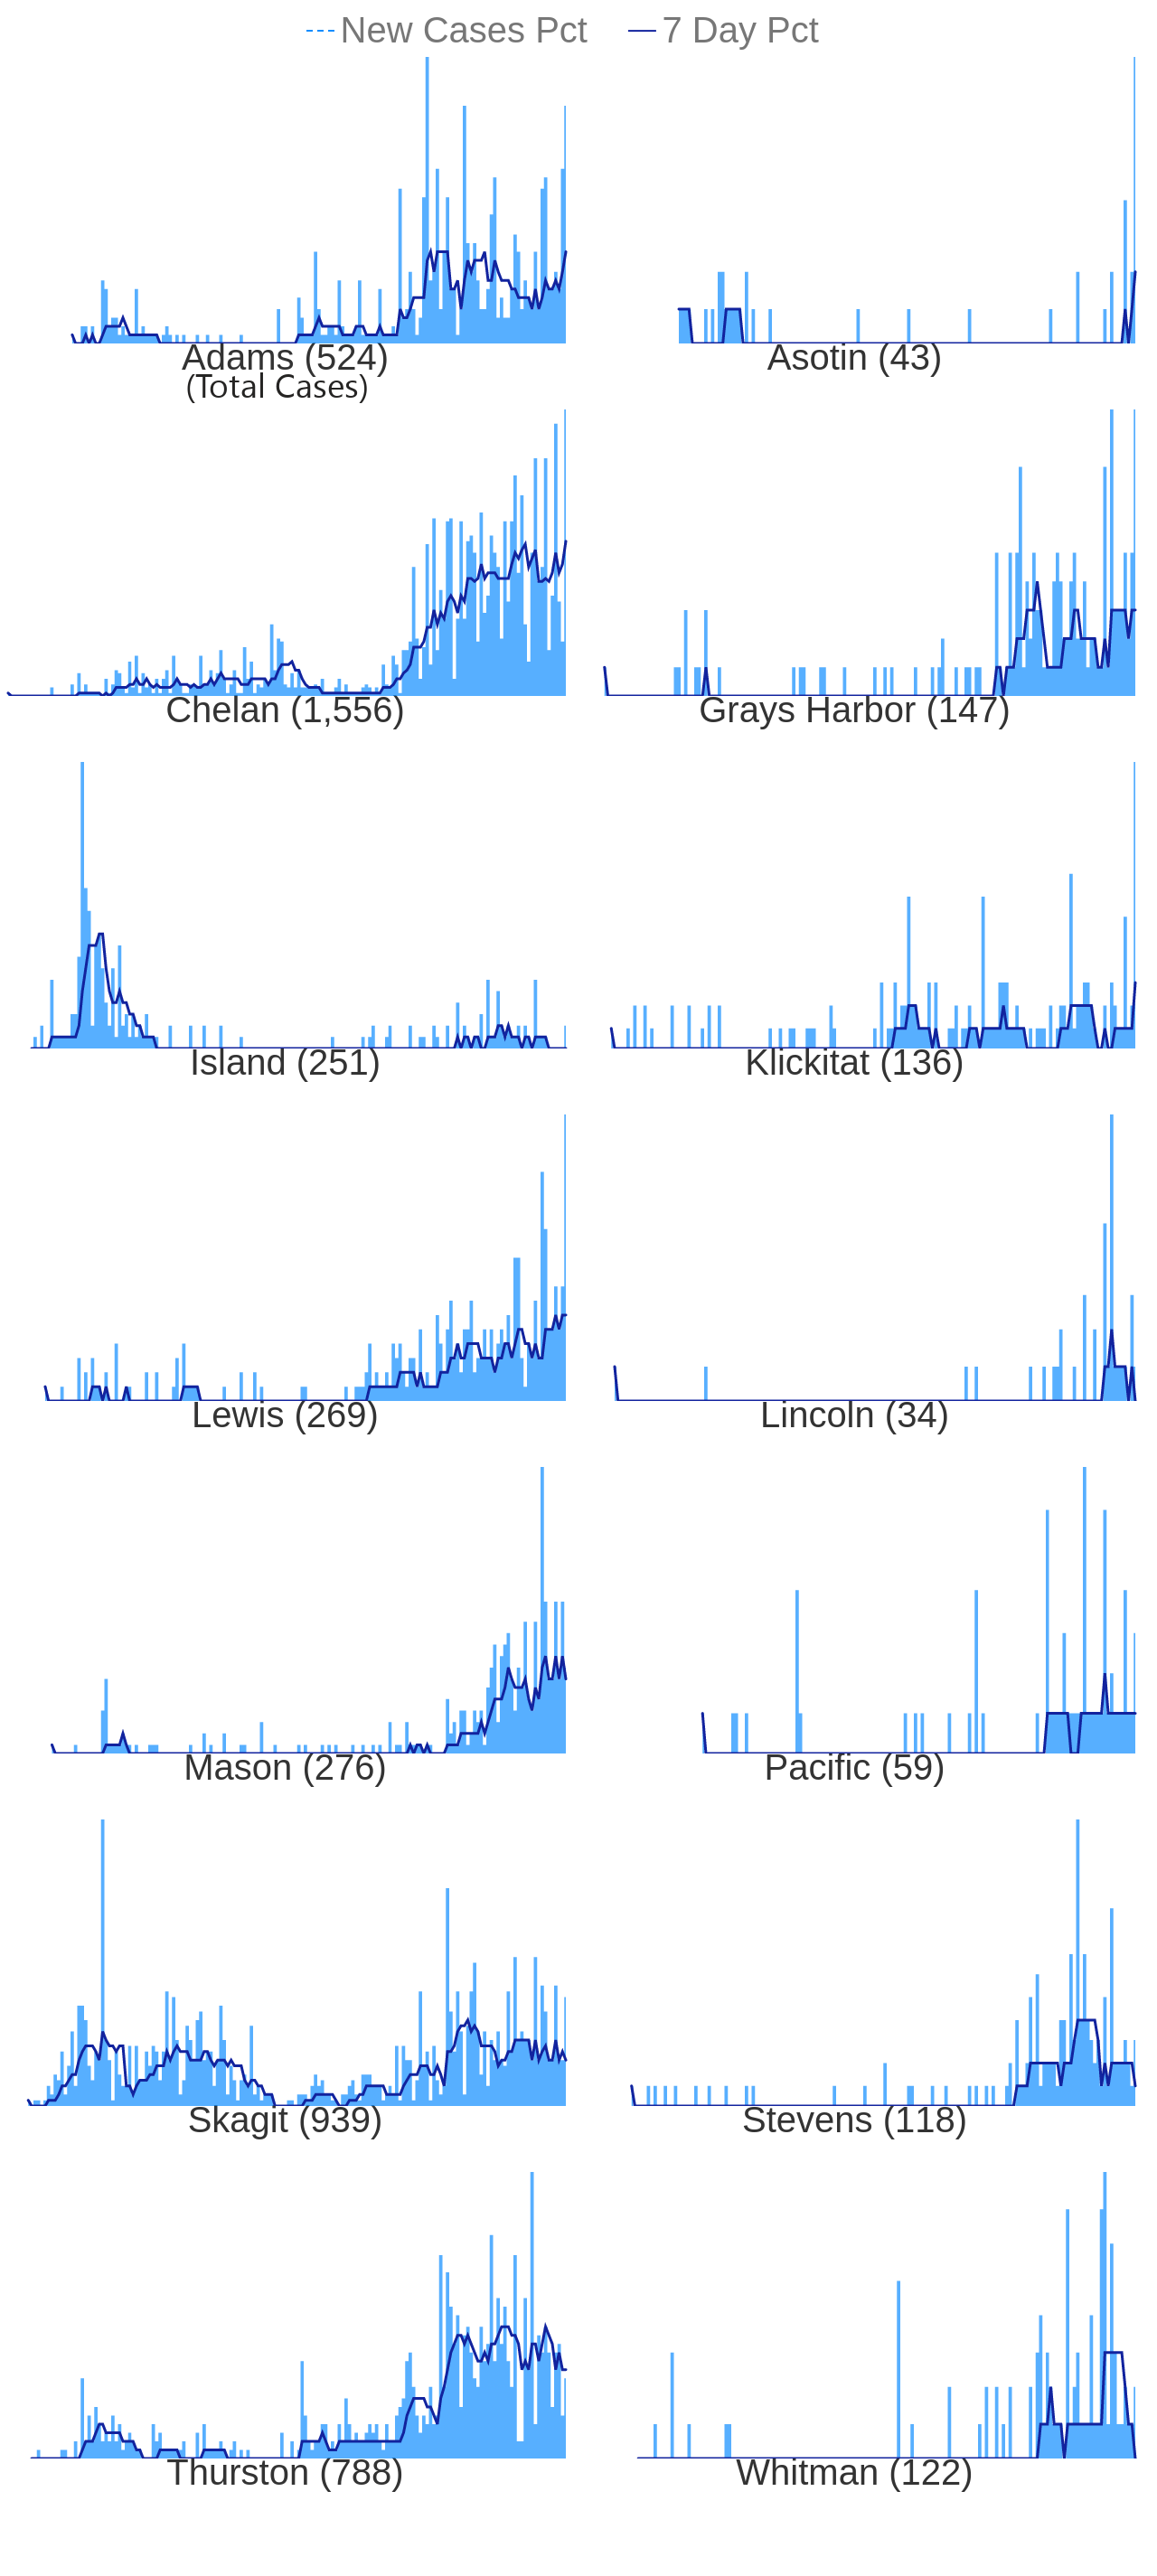 New Cases Pct 7 Day Pct
Adams (524) Asotin (43)
(Total Cases)
Chelan (1,556) Grays Harbor (147)
Island (251) Klickitat (136)
Lewis (269) Lincoln (34)
Mason (276) Pacific (59)
Skagit (939) Stevens (118)
Thurston (788) Whitman (122)